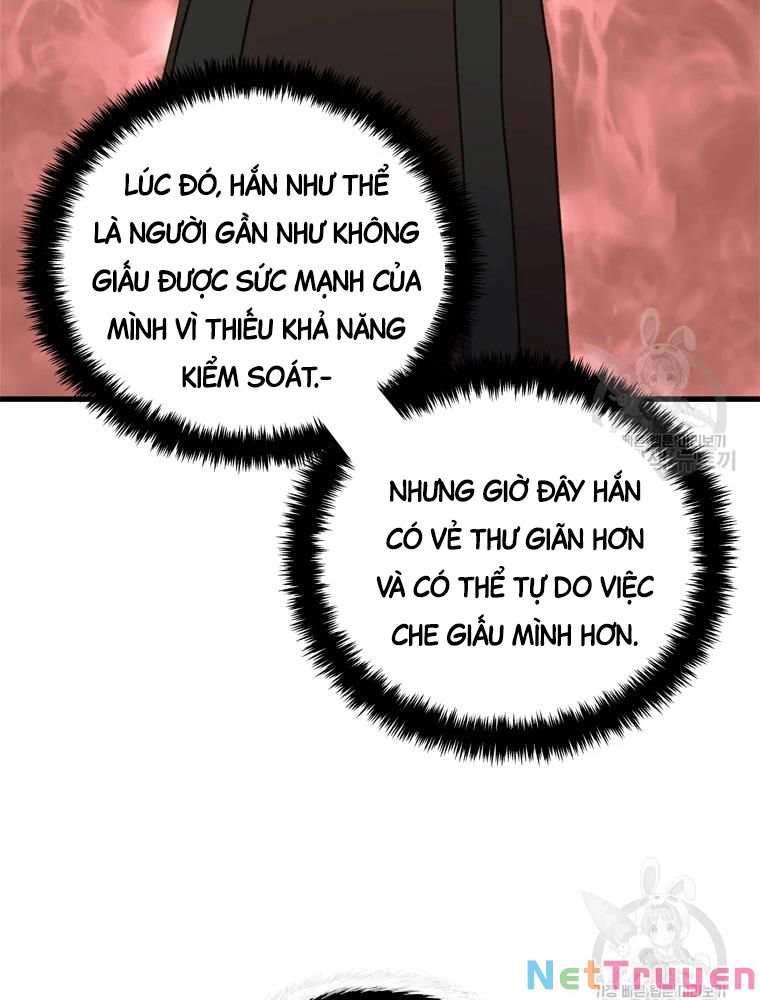 LÚC ĐÓ, HẮN NHƯ THỂ
LÀ NGƯỜI GẦN NHƯ KHÔNG
GIẤU ĐƯỢC SỨC MẠNH CỦA
MÌNH VÌ THIẾU KHẢ NĂNG
KIỂM SOÁT.-
NHƯNG GIỜ ĐÂY HẮN
CÓ VẺ THƯ GIÃN HƠN
VÀ CÓ THỂ TỰ DO VIỆC
CHE GIẤU MÌNH HƠN.
NetTruyen